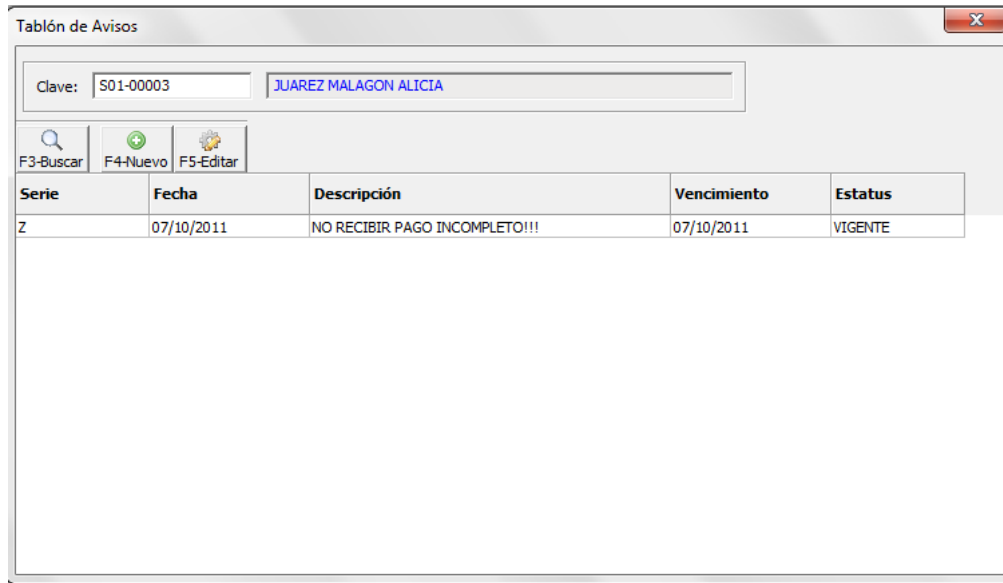 Tablón de Avisos
Clave: S01-00003 JUAREZ MALAGON ALICIA
F3-Buscar F4-Nuevo F5-Editar
Serie Fecha Descripción Vencimiento Estatus
Z 07/10/2011 NO RECIBIR PAGO INCOMPLETO!!! 07/10/2011 VIGENTE